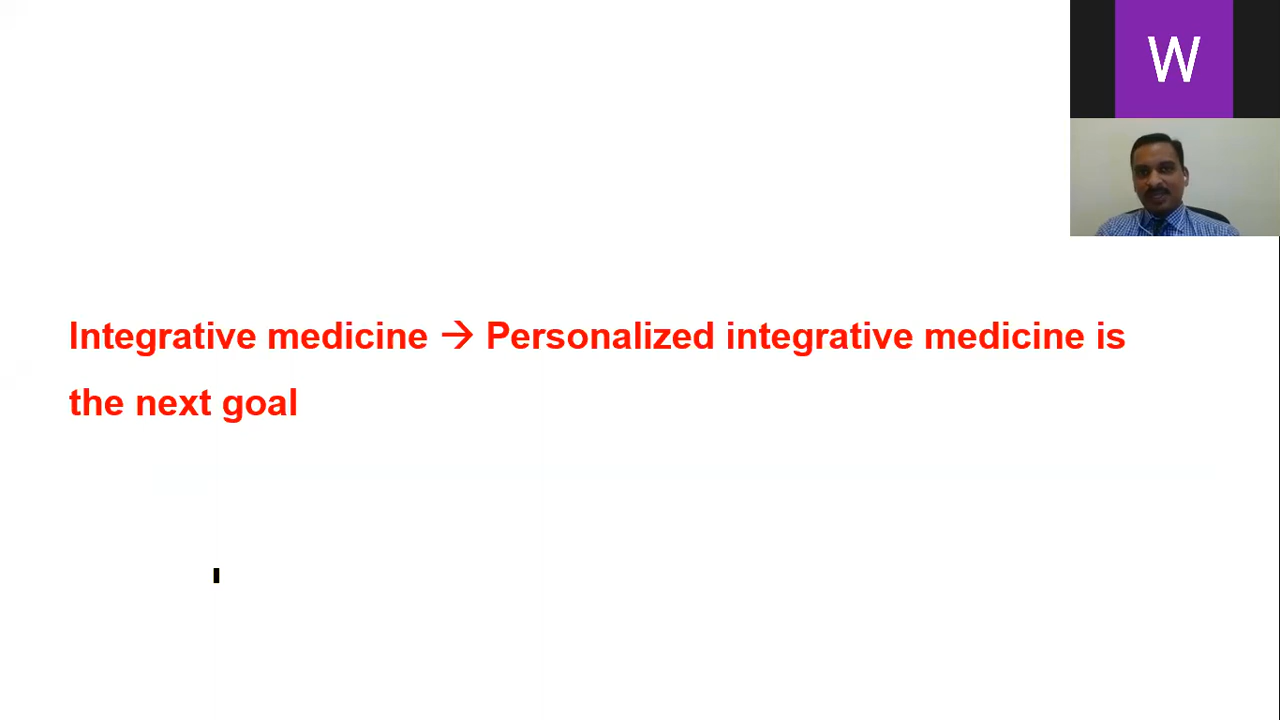 W
Integrative medicine → Personalized integrative medicine is
the next goal